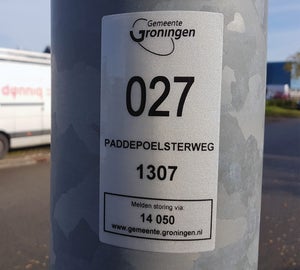 Gemeente
Groningen
027
PADDEPOELSTERWEG
1307
Melden storing via:
14 050
www.gemeente.groningen.nl